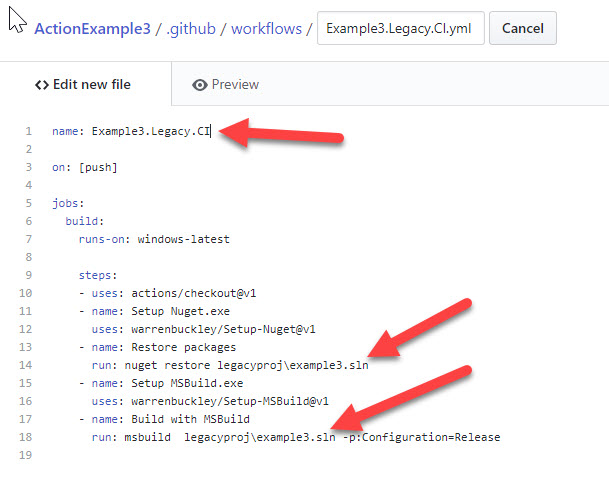 ActionExample3 / .github / workflows / Example3.Legacy.CI.yml Cancel
<> Edit new file Preview
1 name: Example3.Legacy.CI
2
3 on: [push]
4
5 jobs:
6 build:
7 runs-on: windows-latest
8
9 steps:
10 - uses: actions/checkout@v1
11 - name: Setup Nuget.exe
12 uses: warrenbuckley/Setup-Nuget@v1
13 - name: Restore packages
14 run: nuget restore legacyproj\example3.sln
15 - name: Setup MSBuild.exe
16 uses: warrenbuckley/Setup-MSBuild@v1
17 - name: Build with MSBuild
18 run: msbuild  legacyproj\example3.sln -p:Configuration=Release
19